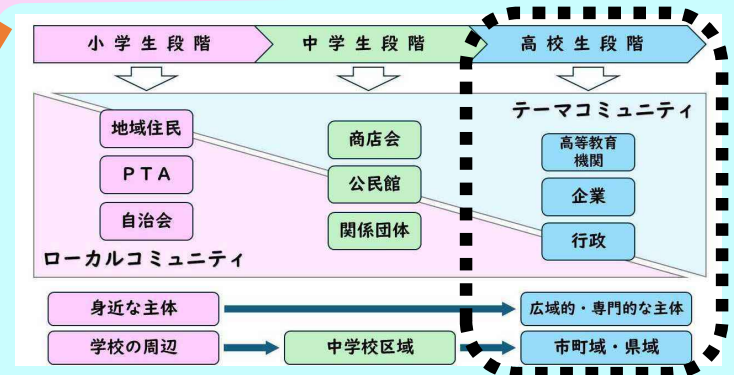 小学生段階
中学生段階
高校生段階
テーマコミュニティ
地域住民
PTA
自治会
商店会
公民館
関係団体
高等教育
機関
企業
行政
ローカルコミュニティ
身近な主体
広域的・専門的な主体
学校の周辺
中学校区域
市町域・県域